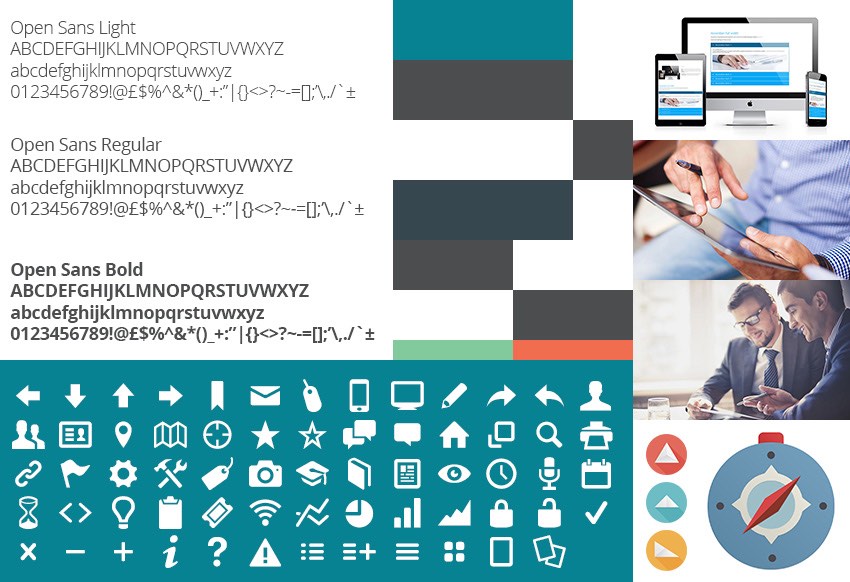 Open Sans Light
ABCDEFGHIJKLMNOPQRSTUVWXYZ
abcdefghijklmnopqrstuvwxyz
0123456789!@£$%^&*()_+:”|{}<>?~-=[];’\,./`±
Open Sans Regular
ABCDEFGHIJKLMNOPQRSTUVWXYZ
abcdefghijklmnopqrstuvwxyz
0123456789!@£$%^&*()_+:”|{}<>?~-=[];’\,./`±
Open Sans Bold
ABCDEFGHIJKLMNOPQRSTUVWXYZ
abcdefghijklmnopqrstuvwxyz
0123456789!@£$%^&*()_+:”|{}<>?~-=[];’\,./`±